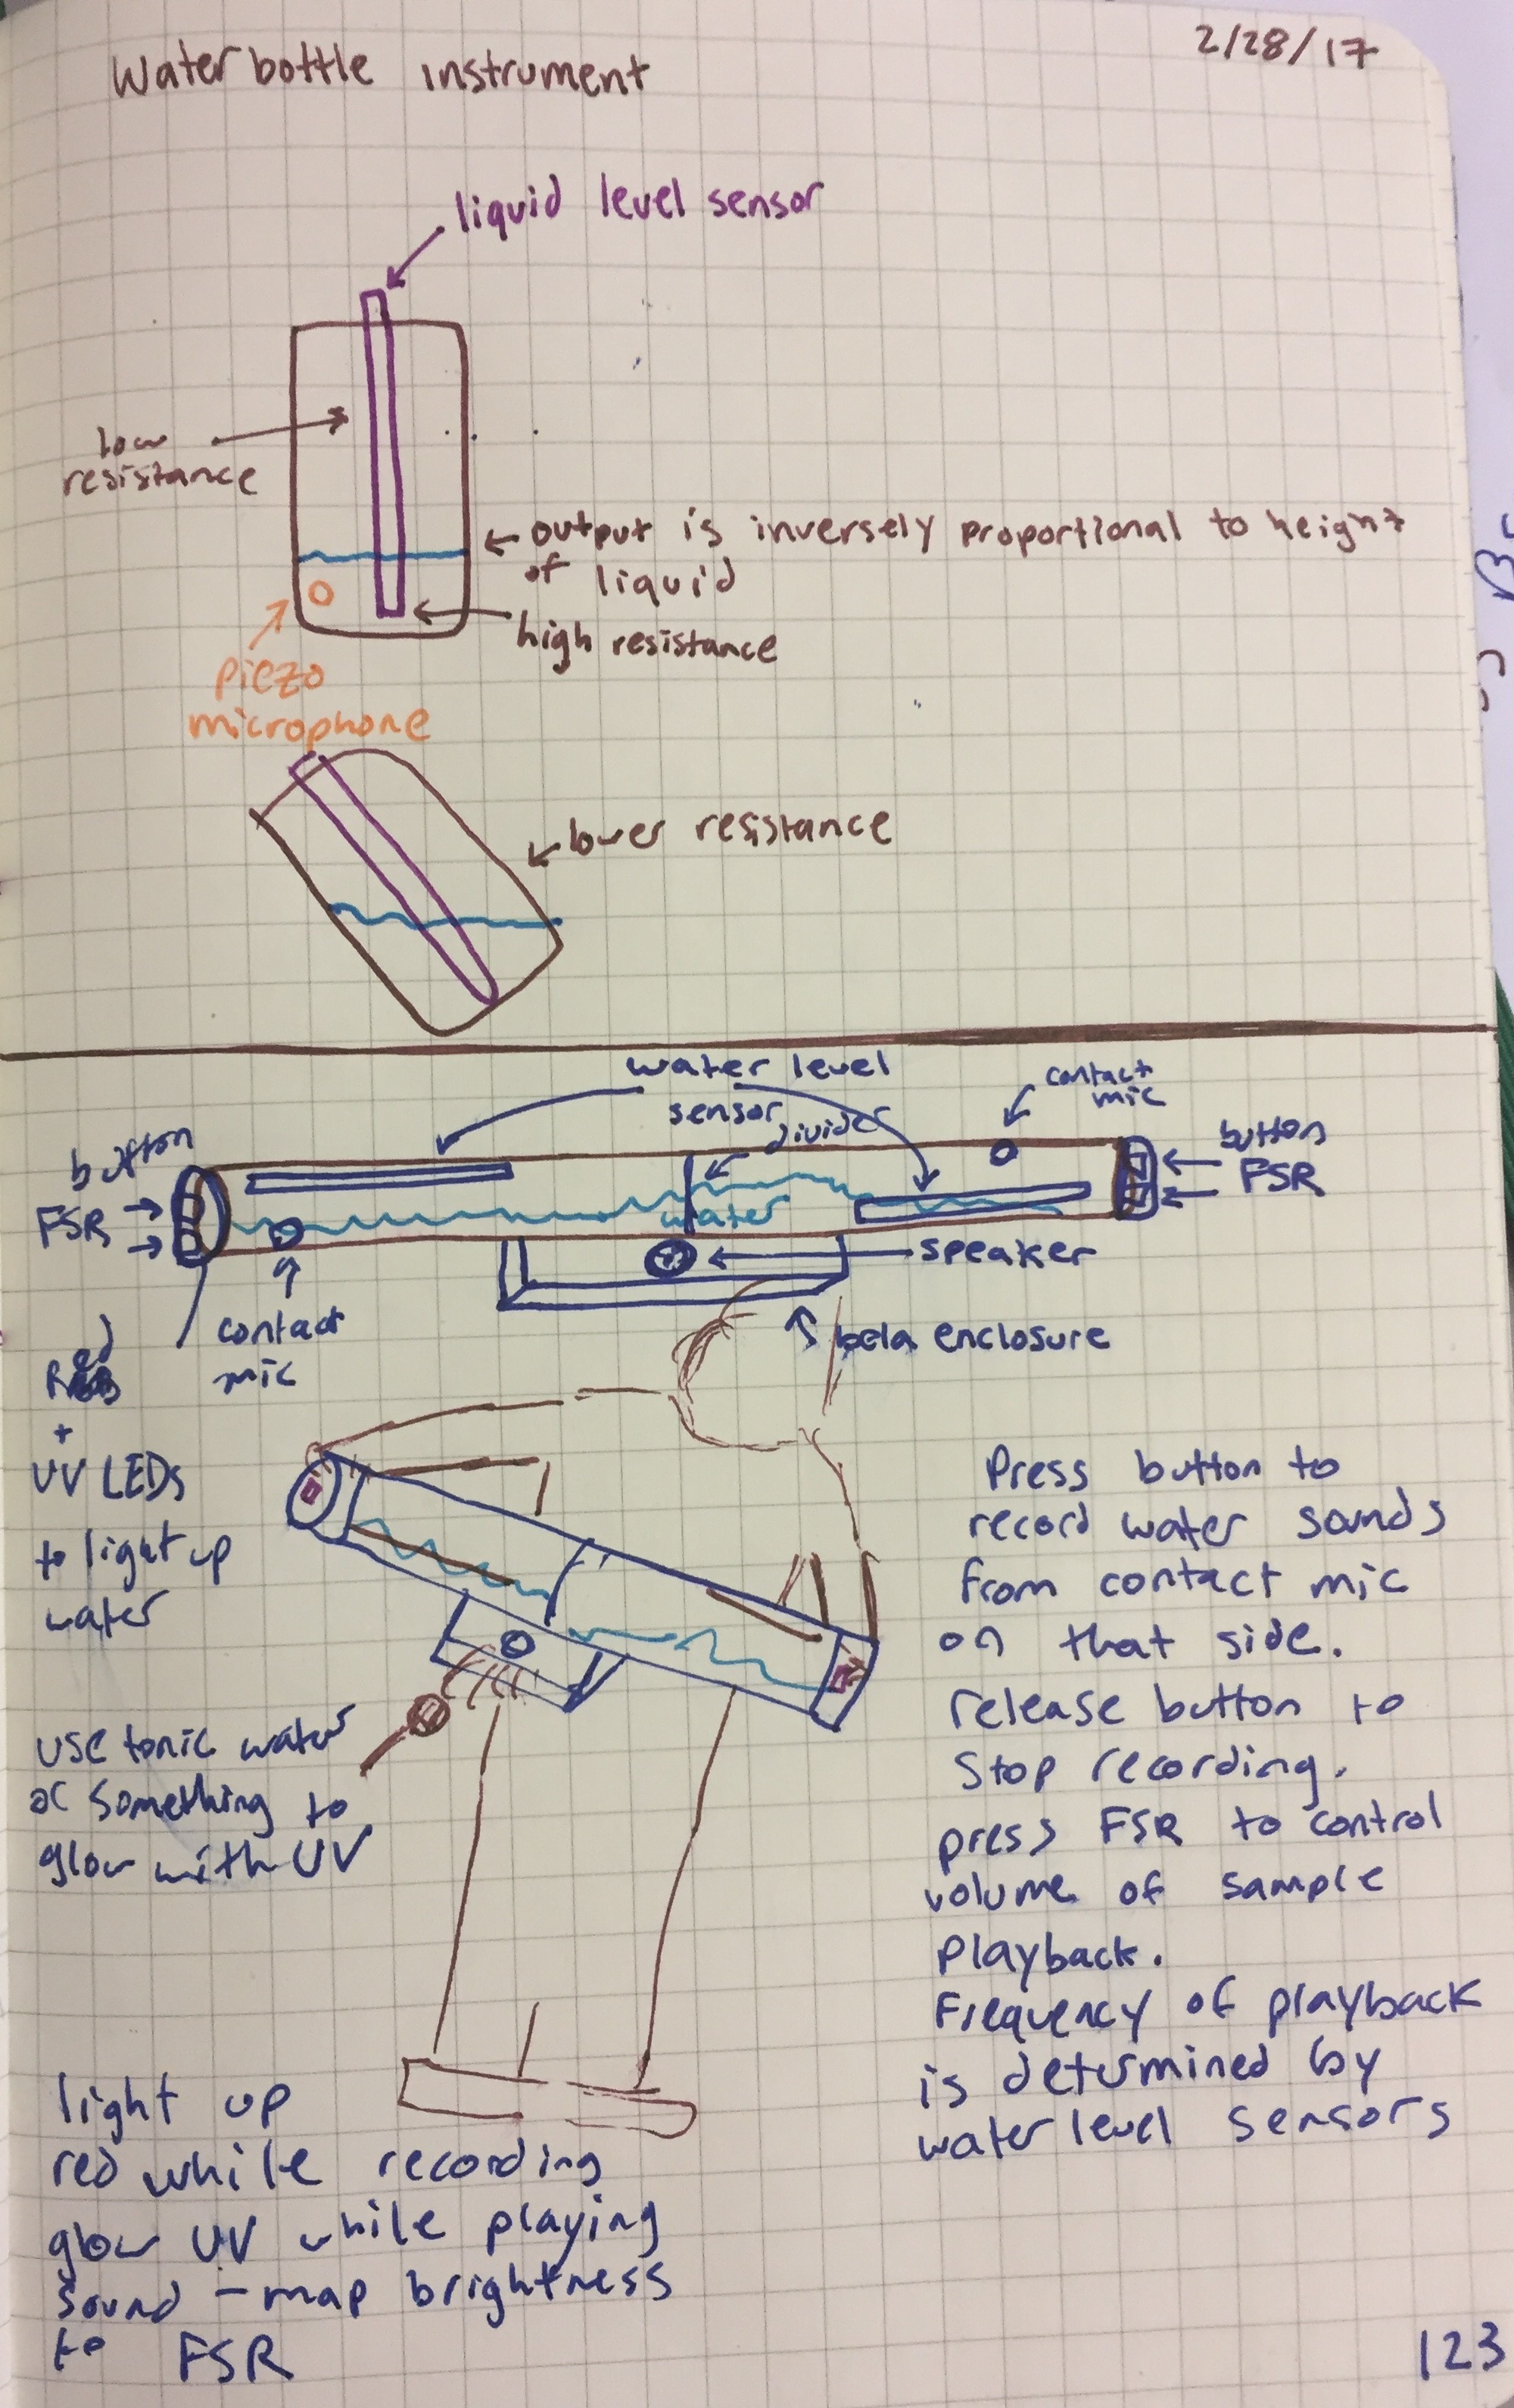 Water bottle instrument
2/28/17
liquid level sensor
low
resistance
output is inversely proportional to height
of liquid
high resistance
piezo
microphone
lower resistance
water level
sensor
divider
contact
mic
button
FSR
button
FSR
water
speaker
contact
mic
bela enclosure
Red
+
UV LEDs
to light up
water
Press button to
record water sounds
from contact mic
on that side.
release button to
Stop recording.
press FSR to control
volume of sample
Playback.
Frequency of playback
is determined by
water level sensors
use tonic water
or something to
glow with UV
light up
red while recording
glow UV while playing
sound - map brightness
to FSR
123